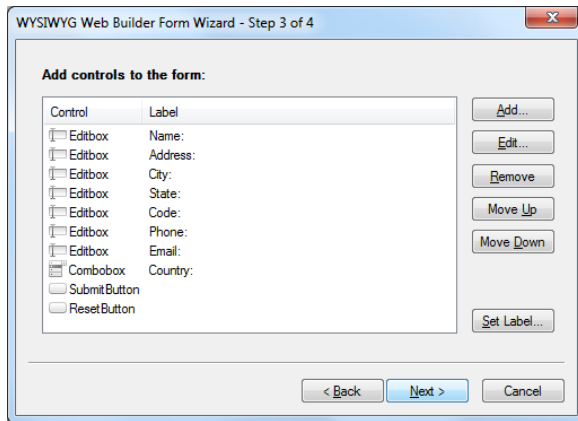 WYSIWYG Web Builder Form Wizard - Step 3 of 4
Add controls to the form:
Control Label
Editbox Name:
Editbox Address:
Editbox City:
Editbox State:
Editbox Code:
Editbox Phone:
Editbox Email:
Combobox Country:
SubmitButton
ResetButton
Add...
Edit...
Remove
Move Up
Move Down
Set Label...
< Back Next > Cancel